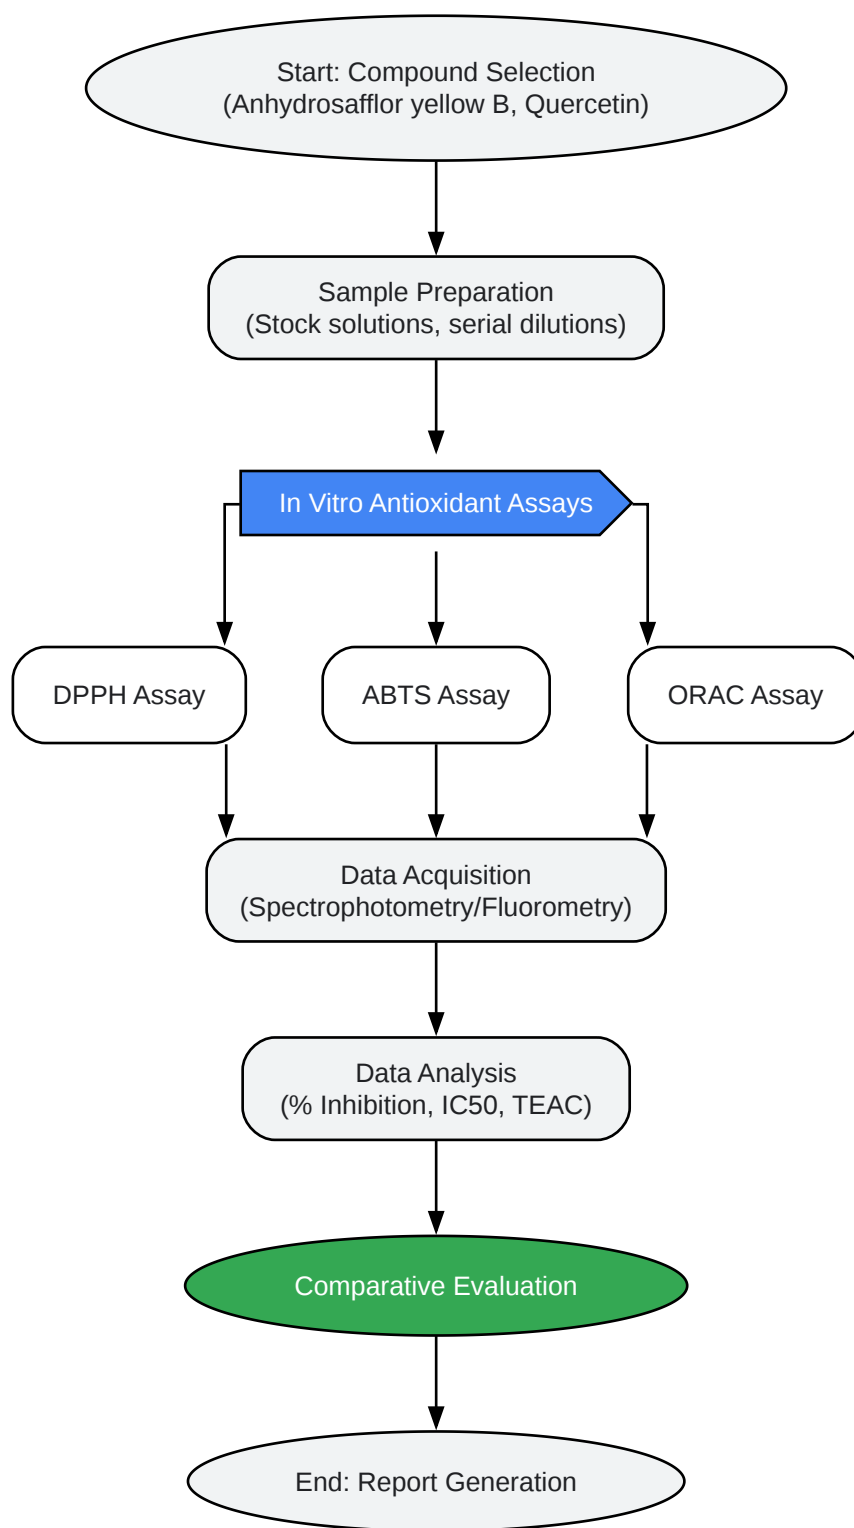 Start: Compound Selection
(Anhydrosafflor yellow B, Quercetin)
Sample Preparation
(Stock solutions, serial dilutions)
In Vitro Antioxidant Assays
DPPH Assay
ABTS Assay
ORAC Assay
Data Acquisition
(Spectrophotometry/Fluorometry)
Data Analysis
(% Inhibition, IC50, TEAC)
Comparative Evaluation
End: Report Generation